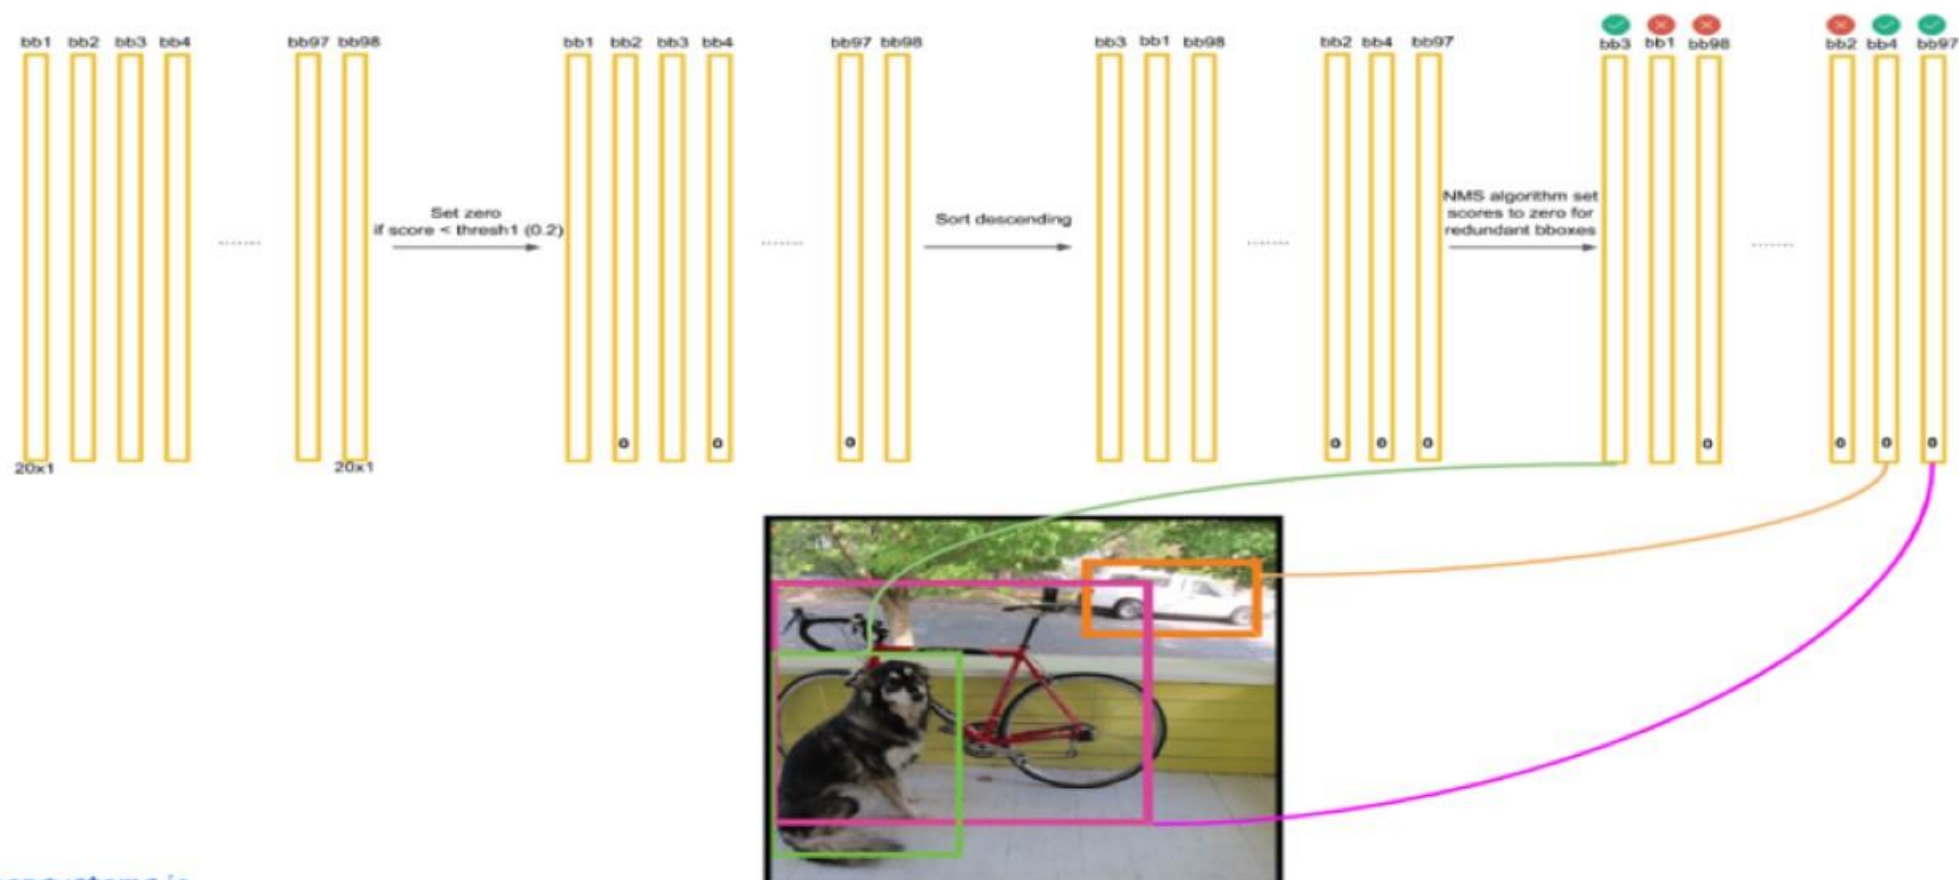 bb1 bb2 bb3 bb4 bb97 bb98
20x1 20x1
.......
Set zero
if score < thresh1 (0.2)
bb1 bb2 bb3 bb4 bb97 bb98
0 0 0
.......
Sort descending
bb3 bb1 bb98 bb2 bb4 bb97
0 0 0
.......
NMS algorithm set
scores to zero for
redundant bboxes
bb3 bb1 bb98 bb2 bb4 bb97
0 0 0 0
.......